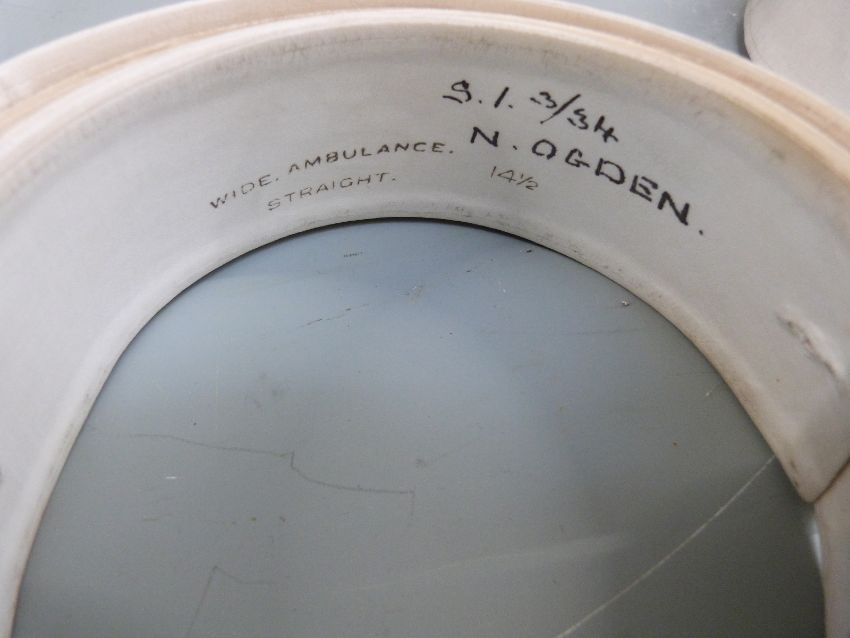 S.1. 3/34
N. OGDEN.
WIDE. AMBULANCE.
STRAIGHT.
14½